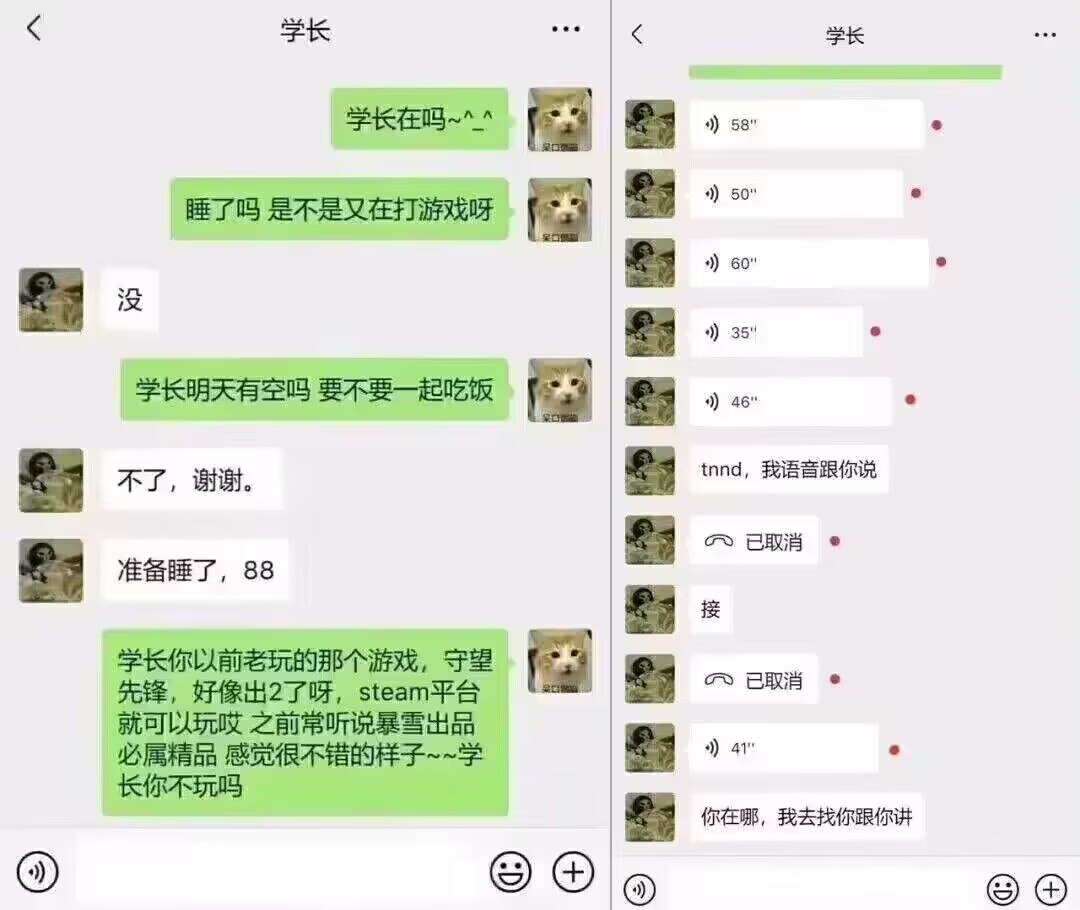 学长
学长在吗~^_^
睡了吗 是不是又在打游戏呀
没
学长明天有空吗 要不要一起吃饭
不了，谢谢。
准备睡了，88
学长你以前老玩的那个游戏，守望
先锋，好像出2了呀，steam平台
就可以玩哎 之前常听说暴雪出品
必属精品 感觉很不错的样子~~学
长你不玩吗
学长
58"
50"
60"
35"
46"
tnnd，我语音跟你说
已取消
接
已取消
41"
你在哪，我去找你跟你讲